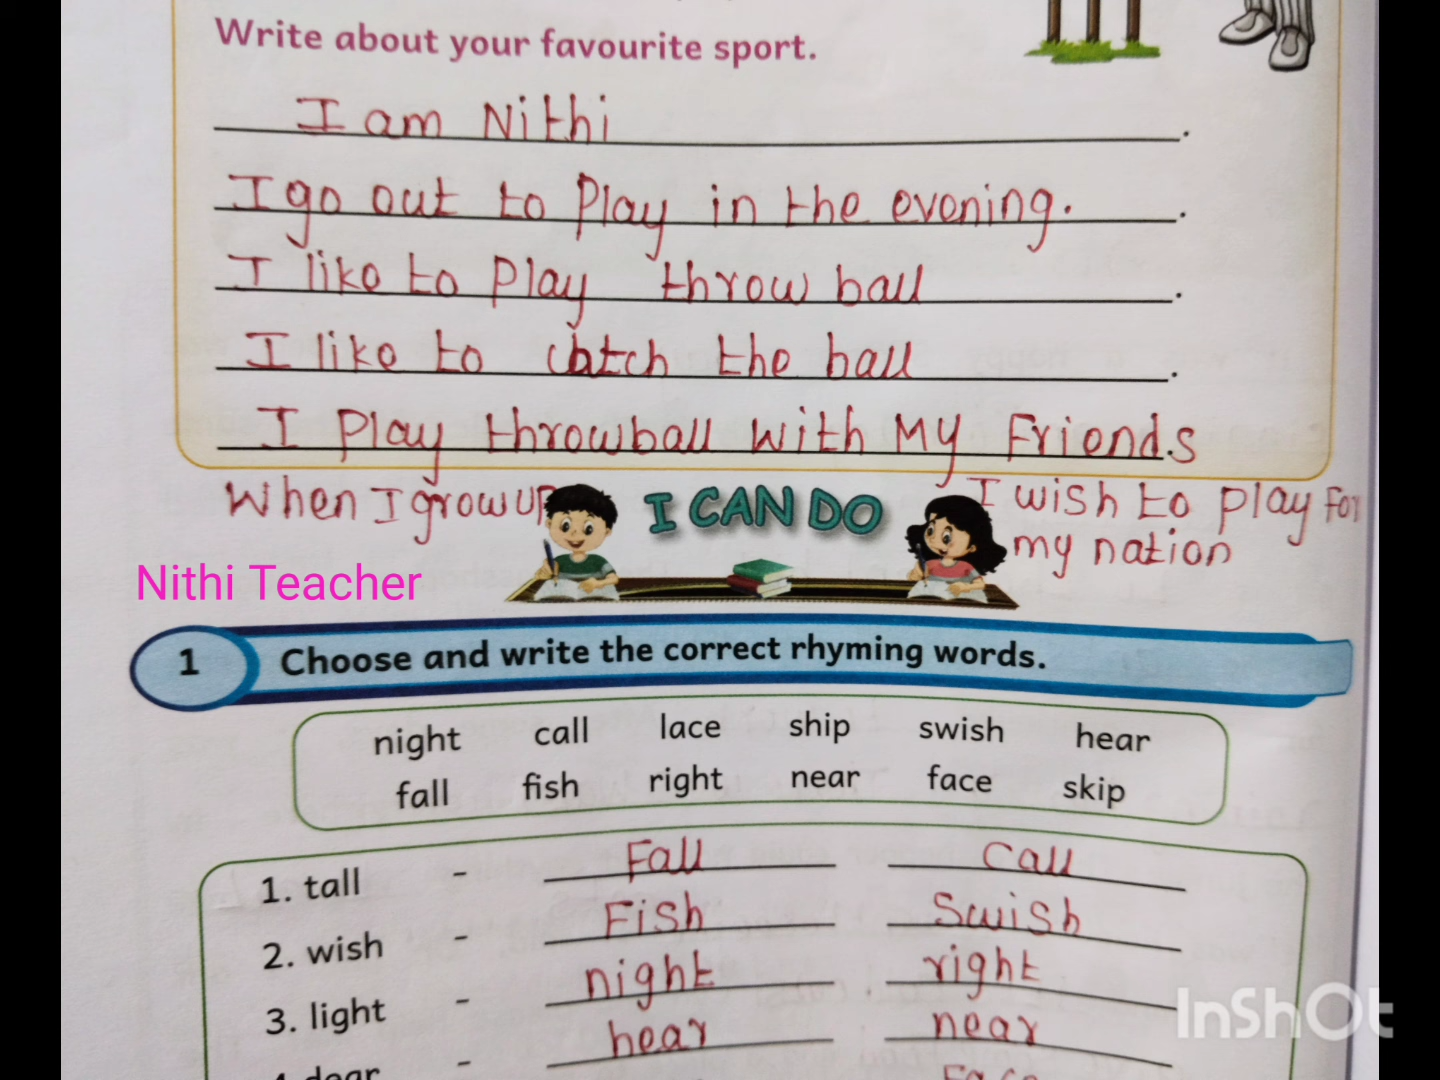 Write about your favourite sport.
I am Nithi .
I go out to Play in the evening. .
I like to Play throw ball .
I like to catch the ball .
I Play throwball with My Friends.
When I grow UP I wish to play For
my nation
I CAN DO
Nithi Teacher
1 Choose and write the correct rhyming words.
night call lace ship swish hear
fall fish right near face skip
1. tall - Fall Call
2. wish - Fish Swish
3. light - night right
4. dear - hear near
Face
InShOt